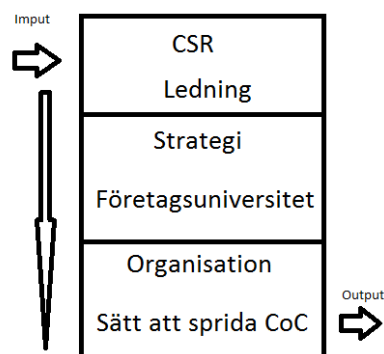 Imput
CSR
Ledning
Strategi
Företagsuniversitet
Organisation
Sätt att sprida CoC
Output